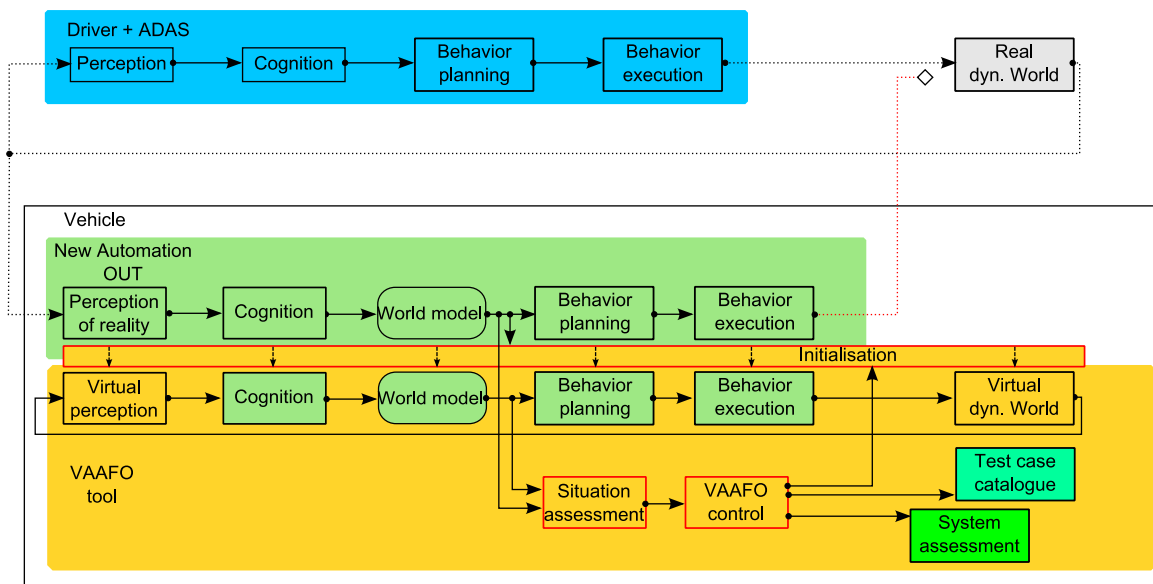 Driver + ADAS
Perception
Cognition
Behavior
planning
Behavior
execution
Real
dyn. World
Vehicle
New Automation
OUT
Perception
of reality
Cognition
World model
Behavior
planning
Behavior
execution
Initialisation
Virtual
perception
Cognition
World model
Behavior
planning
Behavior
execution
Virtual
dyn. World
VAAFO
tool
Situation
assessment
VAAFO
control
Test case
catalogue
System
assessment